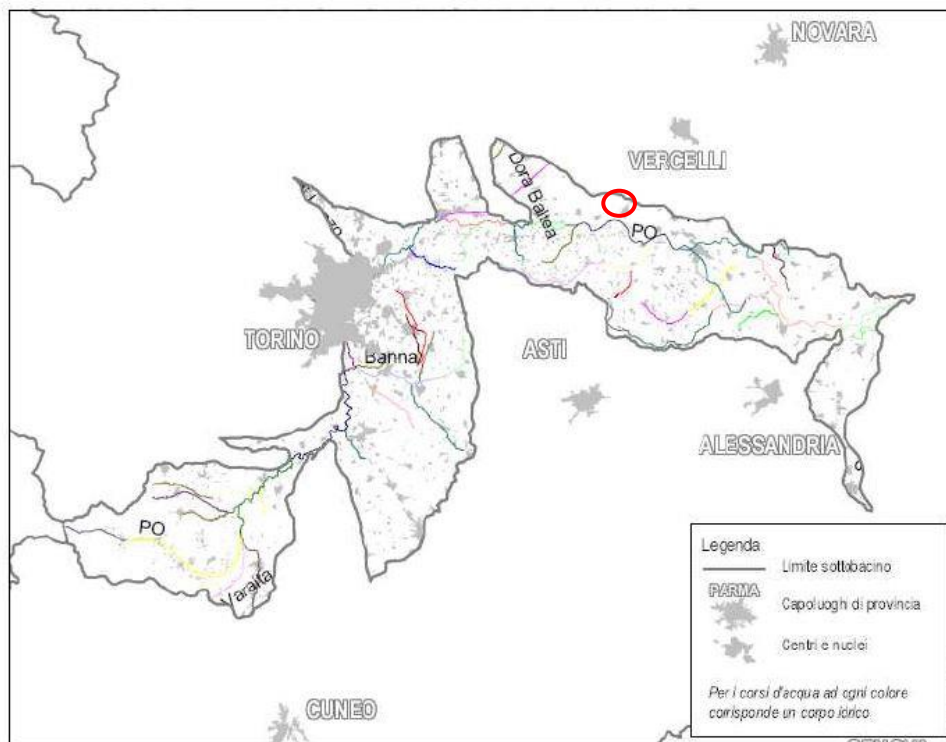 NOVARA
VERCELLI
Dora Baltea
PO
TORINO
ASTI
Banna
ALESSANDRIA
PO
Varaita
Legenda
Limite sottobacino
PARMA
Capoluoghi di provincia
Centri e nuclei
Per i corsi d'acqua ad ogni colore
corrisponde un corpo idrico
CUNEO